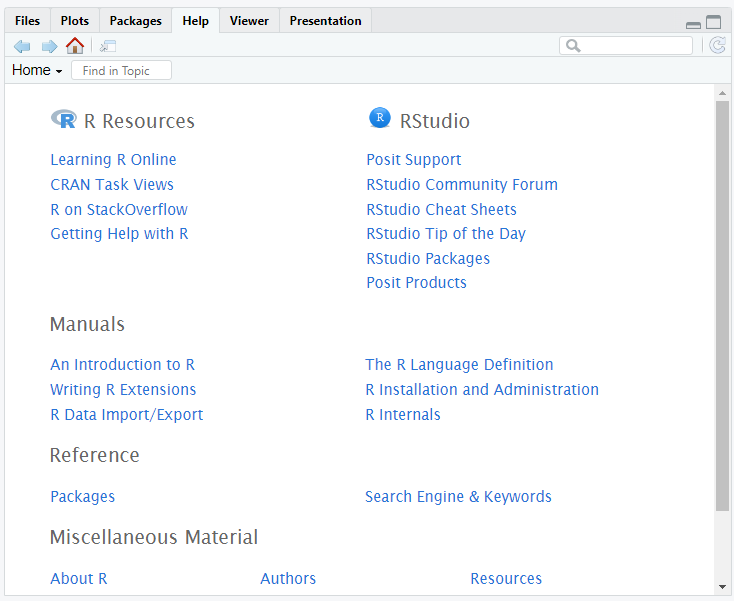 Files Plots Packages Help Viewer Presentation
Home Find in Topic
R R Resources
Learning R Online
CRAN Task Views
R on StackOverflow
Getting Help with R
R RStudio
Posit Support
RStudio Community Forum
RStudio Cheat Sheets
RStudio Tip of the Day
RStudio Packages
Posit Products
Manuals
An Introduction to R
Writing R Extensions
R Data Import/Export
The R Language Definition
R Installation and Administration
R Internals
Reference
Packages Search Engine & Keywords
Miscellaneous Material
About R Authors Resources